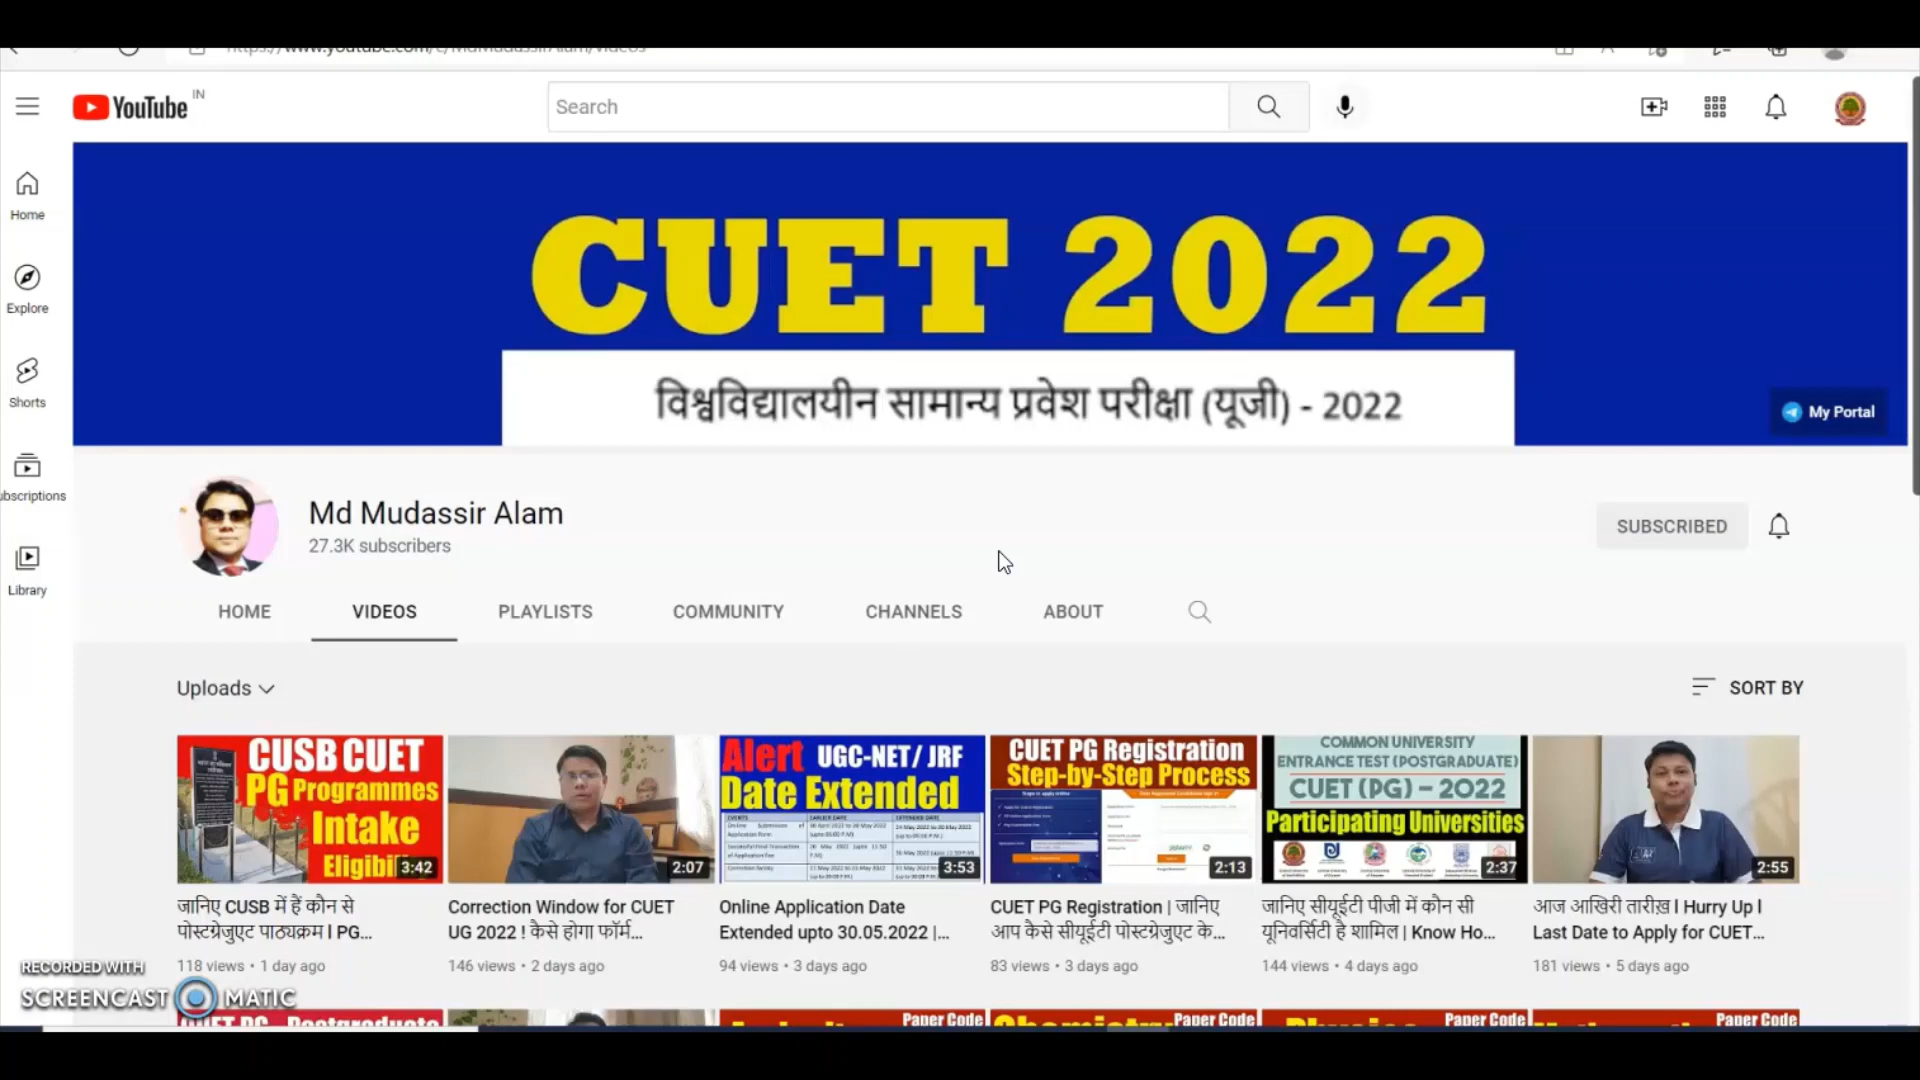 YouTube IN
Search
Home
Explore
Shorts
ubscriptions
Library
CUET 2022
विश्वविद्यालयीन सामान्य प्रवेश परीक्षा (यूजी) - 2022
My Portal
Md Mudassir Alam
27.3K subscribers
SUBSCRIBED
HOME VIDEOS PLAYLISTS COMMUNITY CHANNELS ABOUT
Uploads
SORT BY
CUSB CUET
PG Programmes
Intake
Eligibi
3:42
जानिए CUSB में हैं कौन से
पोस्टग्रेजुएट पाठ्यक्रम l PG...
118 views • 1 day ago
2:07
Correction Window for CUET
UG 2022 ! कैसे होगा फॉर्म...
146 views • 2 days ago
Alert UGC-NET/ JRF
Date Extended
3:53
Online Application Date
Extended upto 30.05.2022 |...
94 views • 3 days ago
CUET PG Registration
Step-by-Step Process
2:13
CUET PG Registration | जानिए
आप कैसे सीयूईटी पोस्टग्रेजुएट के...
83 views • 3 days ago
COMMON UNIVERSITY
ENTRANCE TEST (POSTGRADUATE)
CUET (PG) – 2022
Participating Universities
2:37
जानिए सीयूईटी पीजी में कौन सी
यूनिवर्सिटी है शामिल | Know Ho...
144 views • 4 days ago
2:55
आज आखिरी तारीख़ l Hurry Up l
Last Date to Apply for CUET...
181 views • 5 days ago
RECORDED WITH
SCREENCAST MATIC
Paper Code
Chemistry Paper Code
Physics Paper Code
Paper Code